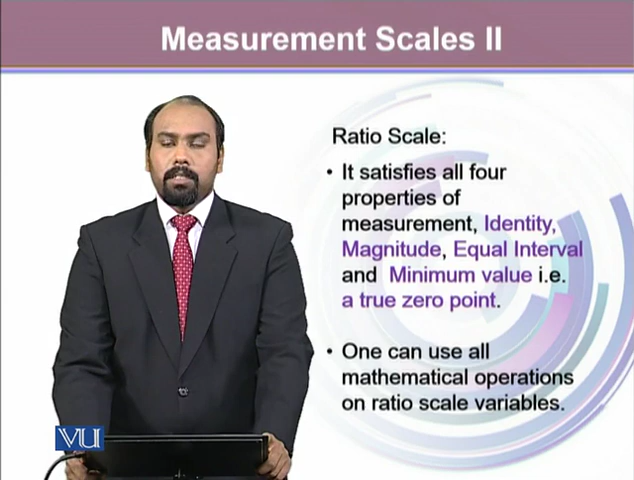 Measurement Scales II
Ratio Scale:
• It satisfies all four
properties of
measurement, Identity,
Magnitude, Equal Interval
and Minimum value i.e.
a true zero point.
• One can use all
mathematical operations
on ratio scale variables.
VU